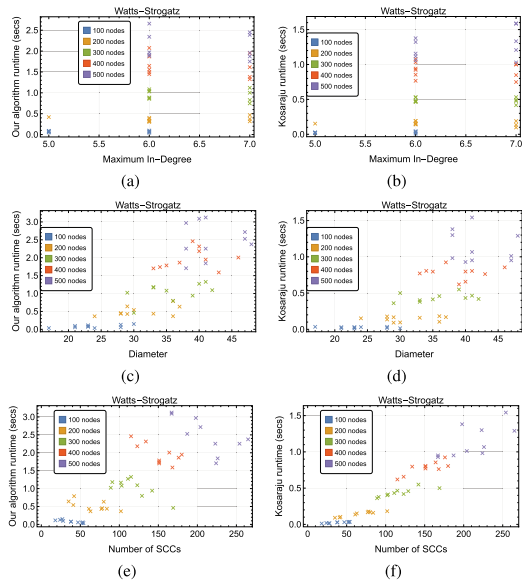 Watts−Strogatz
Our algorithm runtime (secs)
2.5
2.0
1.5
1.0
0.5
0.0
100 nodes
200 nodes
300 nodes
400 nodes
500 nodes
5.0 5.5 6.0 6.5 7.0
Maximum In−Degree
(a)
Watts−Strogatz
Kosaraju runtime (secs)
1.5
1.0
0.5
0.0
100 nodes
200 nodes
300 nodes
400 nodes
500 nodes
5.0 5.5 6.0 6.5 7.0
Maximum In−Degree
(b)
Watts−Strogatz
Our algorithm runtime (secs)
3.0
2.5
2.0
1.5
1.0
0.5
0.0
100 nodes
200 nodes
300 nodes
400 nodes
500 nodes
20 25 30 35 40 45
Diameter
(c)
Watts−Strogatz
Kosaraju runtime (secs)
1.5
1.0
0.5
0.0
100 nodes
200 nodes
300 nodes
400 nodes
500 nodes
20 25 30 35 40 45
Diameter
(d)
Watts−Strogatz
Our algorithm runtime (secs)
3.0
2.5
2.0
1.5
1.0
0.5
0.0
100 nodes
200 nodes
300 nodes
400 nodes
500 nodes
0 50 100 150 200 250
Number of SCCs
(e)
Watts−Strogatz
Kosaraju runtime (secs)
1.5
1.0
0.5
0.0
100 nodes
200 nodes
300 nodes
400 nodes
500 nodes
0 50 100 150 200 250
Number of SCCs
(f)